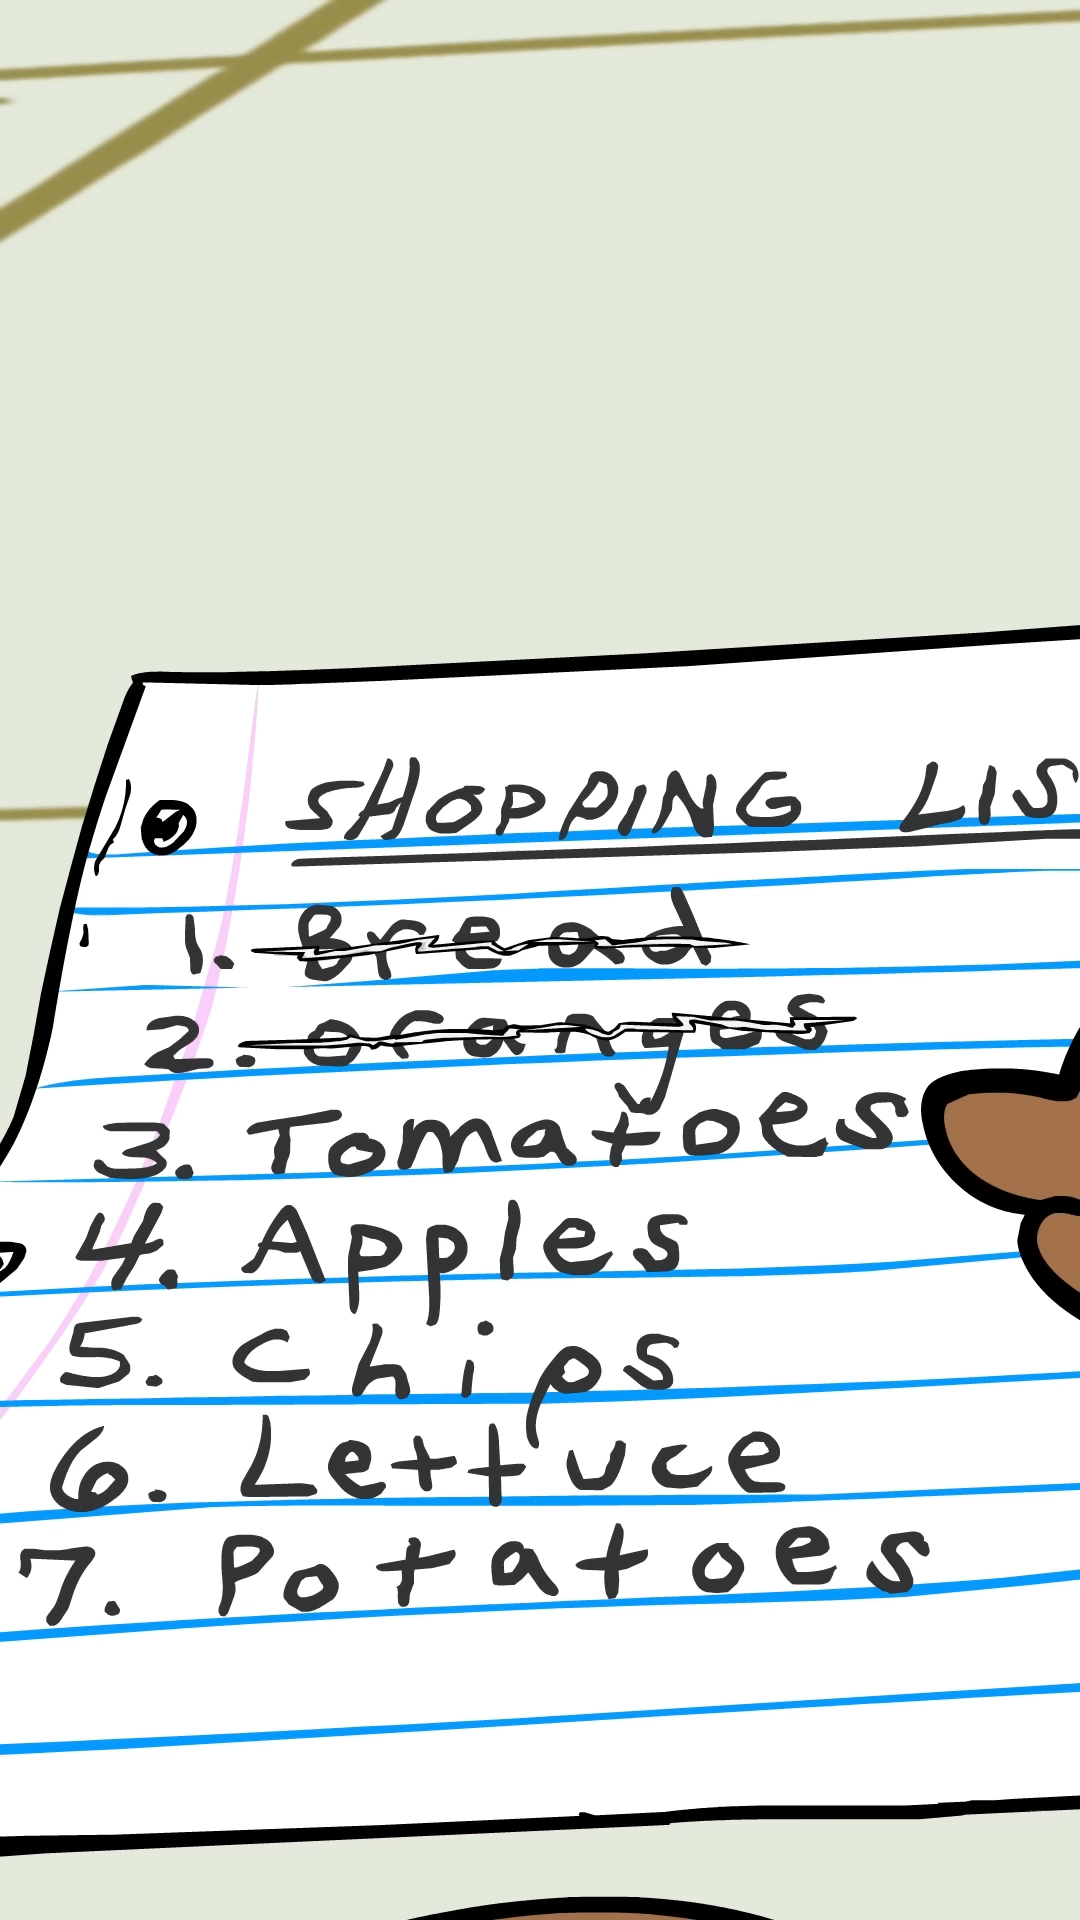 SHOPPING LIS
1. Bread
2. oranges
3. Tomatoes
4. Apples
5. Chips
6. Lettuce
7. Potatoes